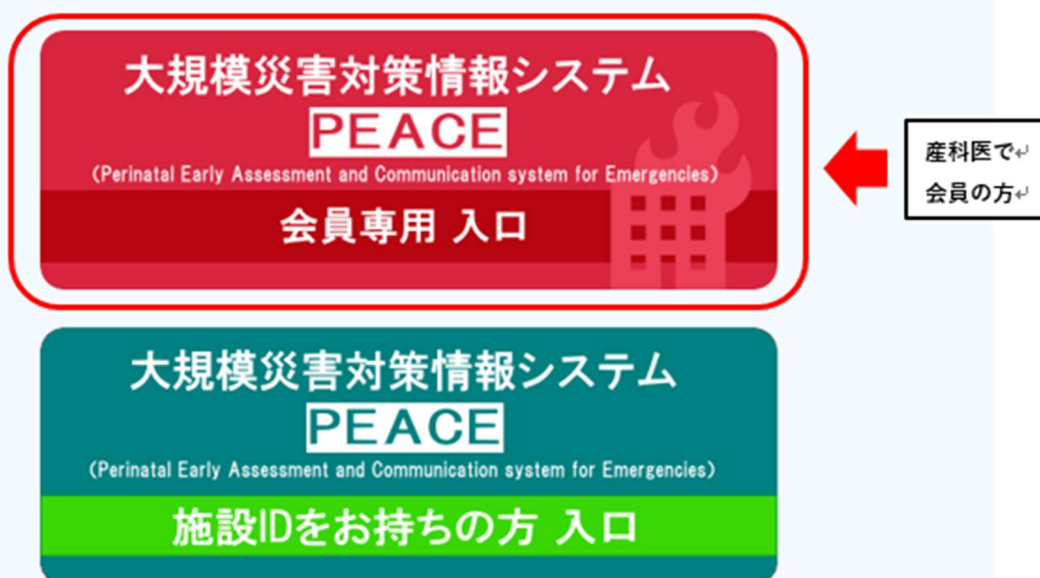 大規模災害対策情報システム
PEACE
(Perinatal Early Assessment and Communication system for Emergencies)
会員専用 入口
産科医で↵
会員の方↵
大規模災害対策情報システム
PEACE
(Perinatal Early Assessment and Communication system for Emergencies)
施設IDをお持ちの方 入口